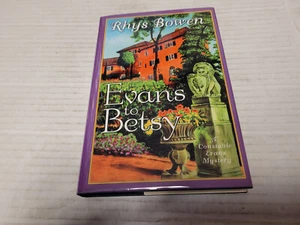 Rhys Bowen
Evans
to
Betsy
A
Constable
Evans
Mystery